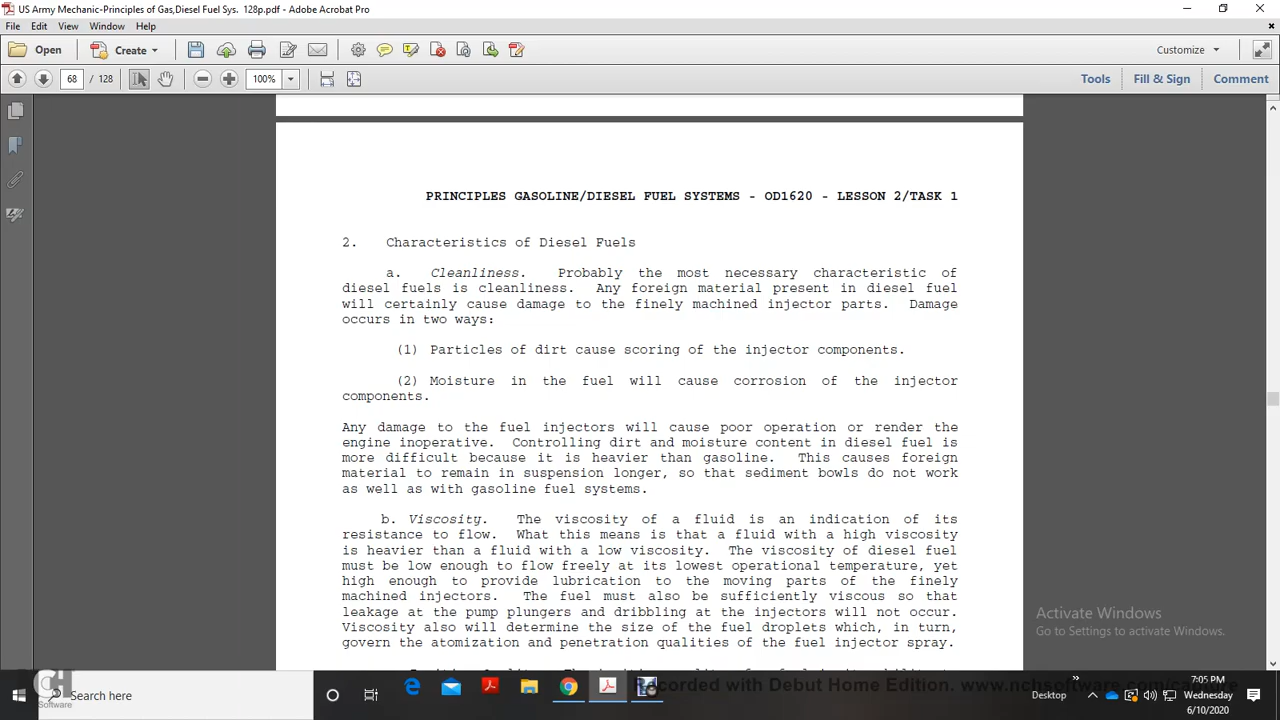 US Army Mechanic-Principles of Gas,Diesel Fuel Sys.  128p.pdf - Adobe Acrobat Pro
File Edit View Window Help
Open Create Customize
68 / 128 100% Tools Fill & Sign Comment
PRINCIPLES GASOLINE/DIESEL FUEL SYSTEMS - OD1620 - LESSON 2/TASK 1
2. Characteristics of Diesel Fuels
a. Cleanliness. Probably the most necessary characteristic of
diesel fuels is cleanliness. Any foreign material present in diesel fuel
will certainly cause damage to the finely machined injector parts. Damage
occurs in two ways:
(1) Particles of dirt cause scoring of the injector components.
(2) Moisture in the fuel will cause corrosion of the injector
components.
Any damage to the fuel injectors will cause poor operation or render the
engine inoperative. Controlling dirt and moisture content in diesel fuel is
more difficult because it is heavier than gasoline. This causes foreign
material to remain in suspension longer, so that sediment bowls do not work
as well as with gasoline fuel systems.
b. Viscosity. The viscosity of a fluid is an indication of its
resistance to flow. What this means is that a fluid with a high viscosity
is heavier than a fluid with a low viscosity. The viscosity of diesel fuel
must be low enough to flow freely at its lowest operational temperature, yet
high enough to provide lubrication to the moving parts of the finely
machined injectors. The fuel must also be sufficiently viscous so that
leakage at the pump plungers and dribbling at the injectors will not occur.
Viscosity also will determine the size of the fuel droplets which, in turn,
govern the atomization and penetration qualities of the fuel injector spray.
Activate Windows
Go to Settings to activate Windows.
Recorded with Debut Home Edition. www.nchsoftware.com/capture
CH
Software
Search here
Desktop
7:05 PM
Wednesday
6/10/2020